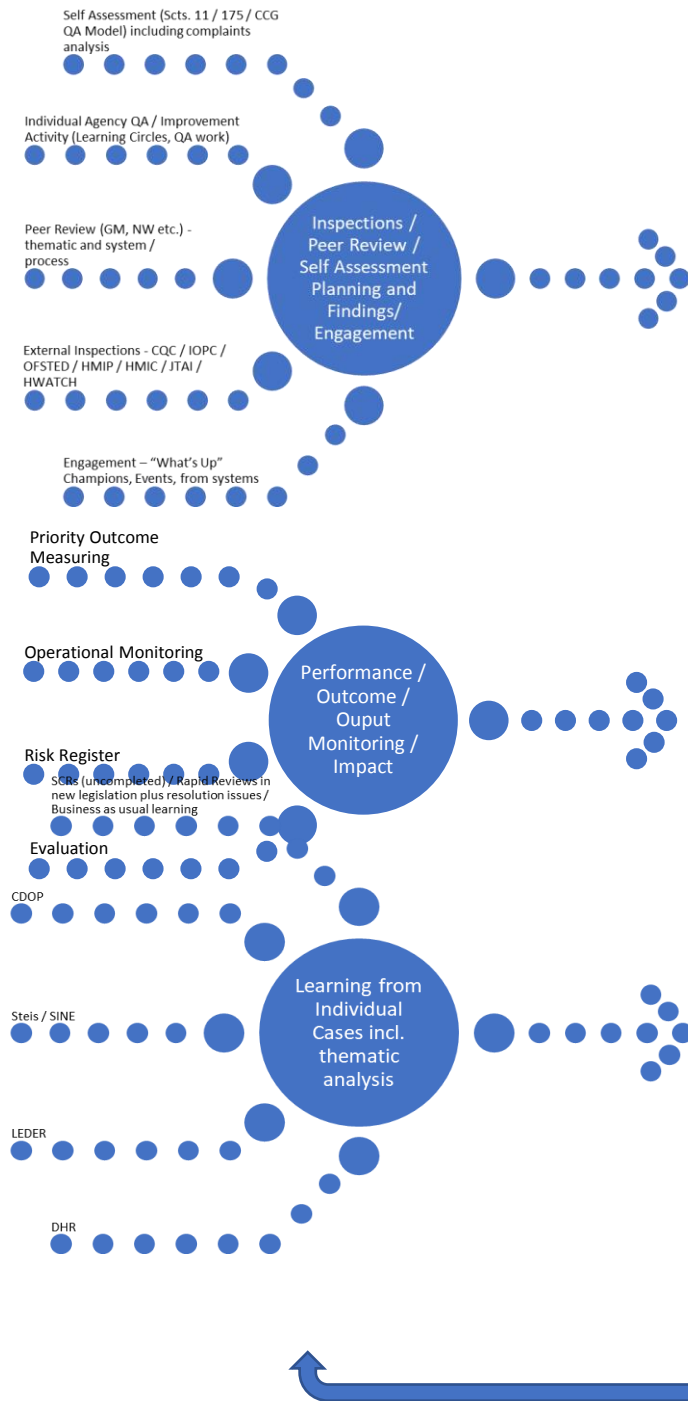 Self Assessment (Scts. 11 / 175 / CCG
QA Model) including complaints
analysis
Individual Agency QA / Improvement
Activity (Learning Circles, QA work)
Peer Review (GM, NW etc.) -
thematic and system /
process
External Inspections - CQC / IOPC /
OFSTED / HMIP / HMIC / JTAI /
HWATCH
Engagement – “What’s Up”
Champions, Events, from systems
Inspections /
Peer Review /
Self Assessment
Planning and
Findings/
Engagement
Priority Outcome
Measuring
Operational Monitoring
Risk Register
Evaluation
Performance /
Outcome /
Ouput
Monitoring /
Impact
SCRs (uncompleted) / Rapid Reviews in
new legislation plus resolution issues /
Business as usual learning
CDOP
Steis / SINE
LEDER
DHR
Learning from
Individual
Cases incl.
thematic
analysis